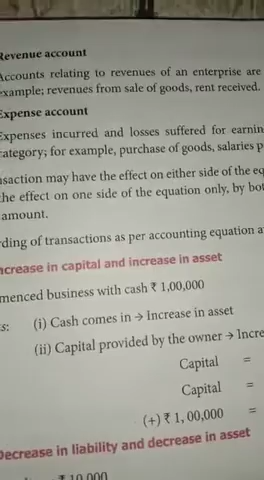 Revenue account
Accounts relating to revenues of an enterprise are
example; revenues from sale of goods, rent received.
Expense account
Expenses incurred and losses suffered for earnin
category; for example, purchase of goods, salaries p
nsaction may have the effect on either side of the eq
the effect on one side of the equation only, by bot
amount.
ding of transactions as per accounting equation a
ncrease in capital and increase in asset
menced business with cash ₹ 1,00,000
s: (i) Cash comes in → Increase in asset
(ii) Capital provided by the owner → Incre
Capital =
Capital =
(+) ₹ 1, 00,000 =
Decrease in liability and decrease in asset
₹ 10,000